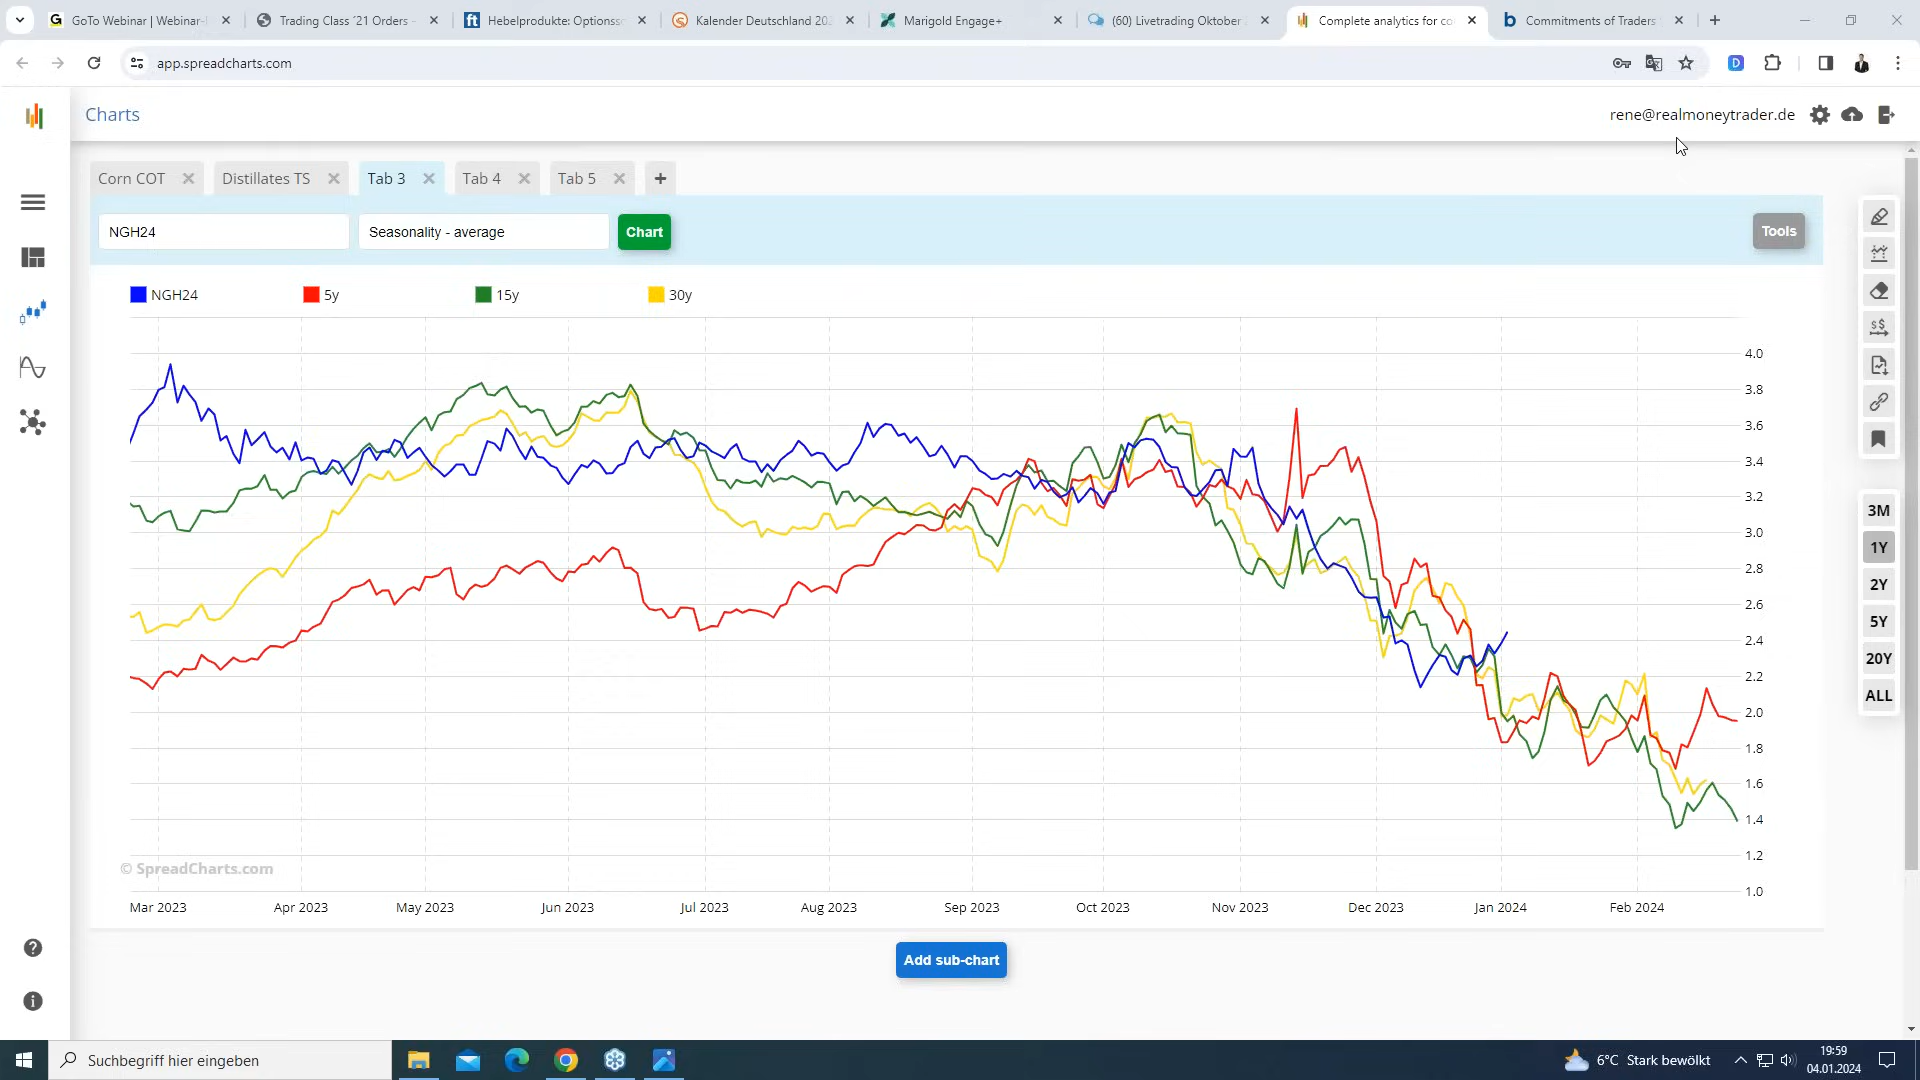 GoTo Webinar | Webinar-
Trading Class ´21 Orders -
Hebelprodukte: Optionssc
Kalender Deutschland 202
Marigold Engage+
(60) Livetrading Oktober 2
Complete analytics for co
Commitments of Traders
app.spreadcharts.com
Charts
rene@realmoneytrader.de
Corn COT
Distillates TS
Tab 3
Tab 4
Tab 5
+
NGH24
Seasonality - average
Chart
Tools
NGH24
5y
15y
30y
4.0
3.8
3.6
3.4
3.2
3.0
2.8
2.6
2.4
2.2
2.0
1.8
1.6
1.4
1.2
1.0
3M
1Y
2Y
5Y
20Y
ALL
© SpreadCharts.com
Mar 2023
Apr 2023
May 2023
Jun 2023
Jul 2023
Aug 2023
Sep 2023
Oct 2023
Nov 2023
Dec 2023
Jan 2024
Feb 2024
Add sub-chart
Suchbegriff hier eingeben
6°C Stark bewölkt
19:59
04.01.2024